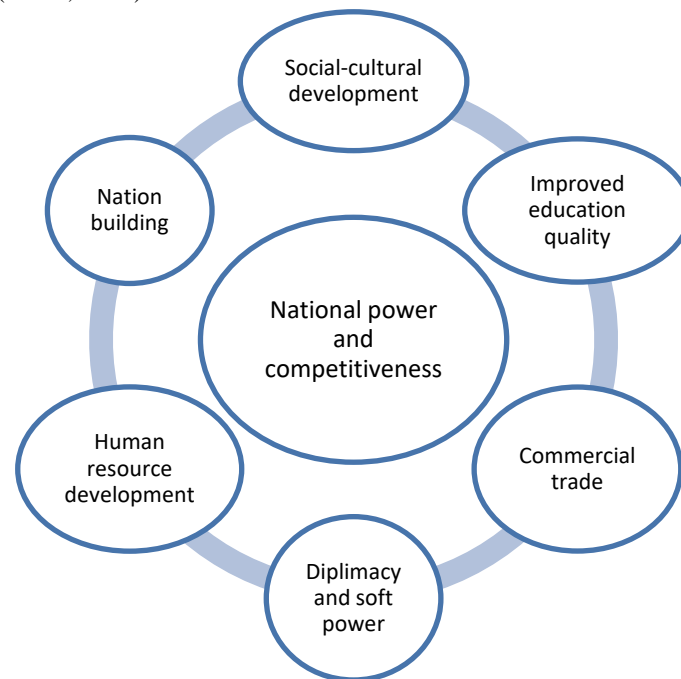 Social-cultural
development
Improved
education
quality
Nation
building
National power
and
competitiveness
Human
resource
development
Commercial
trade
Diplimacy
and soft
power